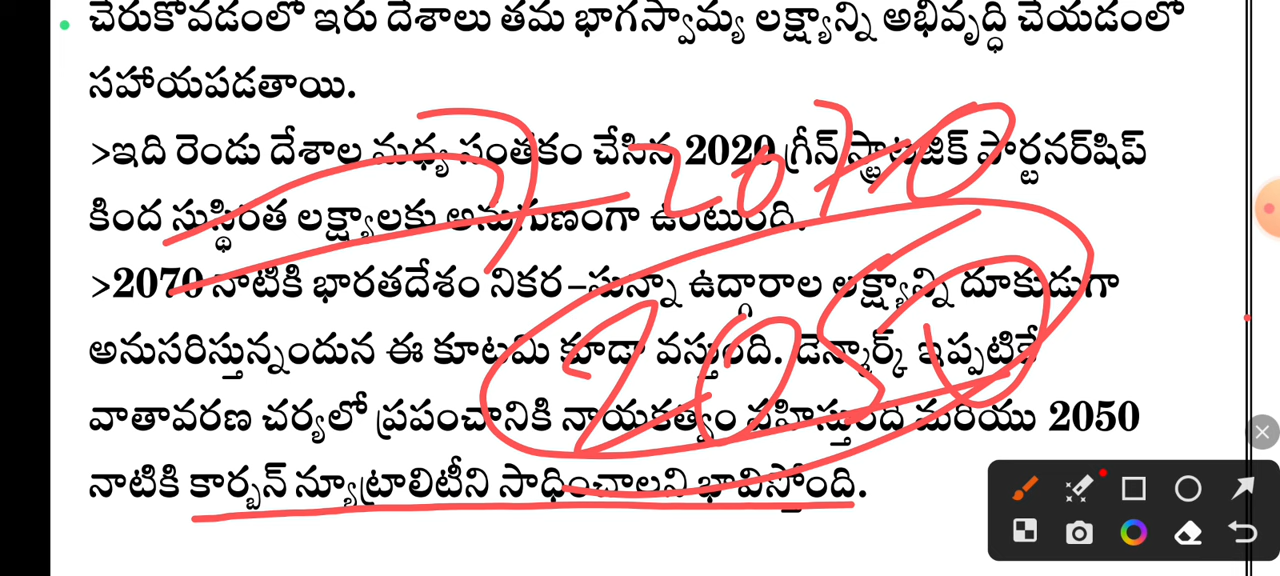 చేరుకోవడంలో ఇరు దేశాలు తమ భాగస్వామ్య లక్ష్యాన్ని అభివృద్ధి చేయడంలో
సహాయపడతాయి.
>ఇది రెండు దేశాల మధ్య సంతకం చేసిన 2020 గ్రీన్ స్ట్రాటజిక్ పార్టనర్‌షిప్
కింద సుస్థిరత లక్ష్యాలకు అనుగుణంగా ఉంటుంది.
2070
>2070 నాటికి భారతదేశం నికర-సున్నా ఉద్గారాల లక్ష్యాన్ని దూకుడుగా
అనుసరిస్తున్నందున ఈ కూటమి కూడా వస్తుంది. డెన్మార్క్ ఇప్పటికే
2050
వాతావరణ చర్యలో ప్రపంచానికి నాయకత్వం వహిస్తుంది మరియు 2050
నాటికి కార్బన్ న్యూట్రాలిటీని సాధించాలని భావిస్తోంది.